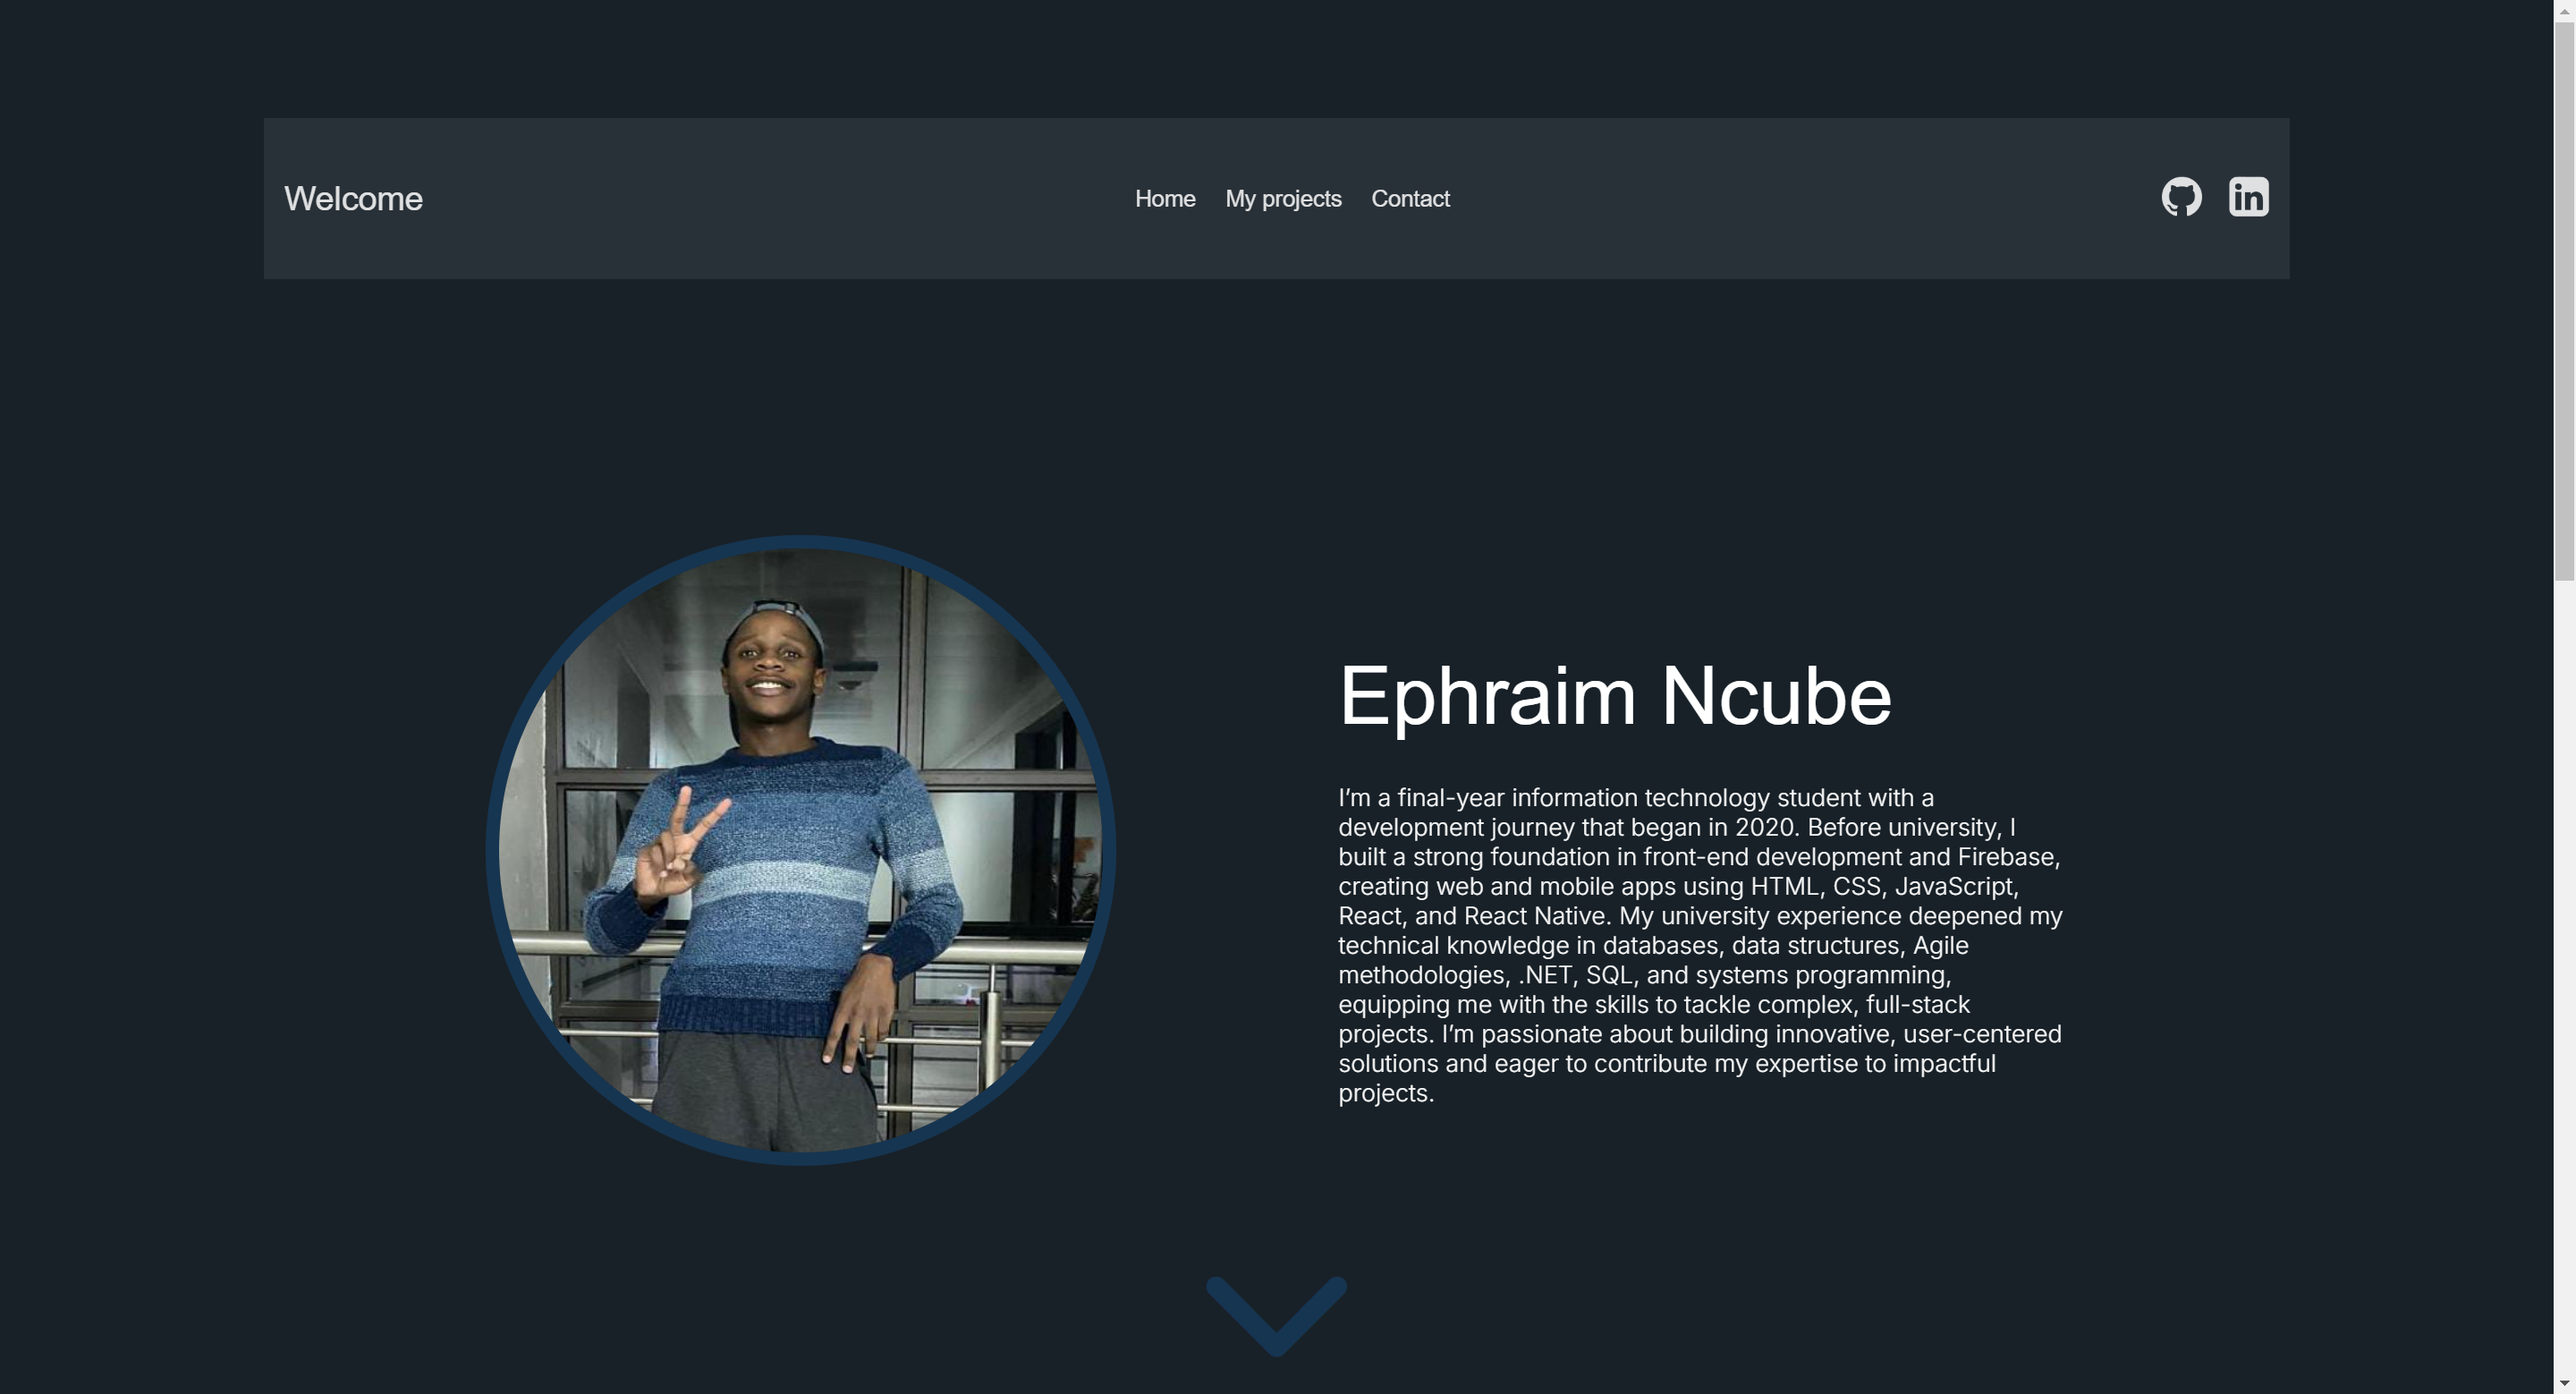 Welcome
Home My projects Contact
in
Ephraim Ncube
I’m a final-year information technology student with a
development journey that began in 2020. Before university, I
built a strong foundation in front-end development and Firebase,
creating web and mobile apps using HTML, CSS, JavaScript,
React, and React Native. My university experience deepened my
technical knowledge in databases, data structures, Agile
methodologies, .NET, SQL, and systems programming,
equipping me with the skills to tackle complex, full-stack
projects. I’m passionate about building innovative, user-centered
solutions and eager to contribute my expertise to impactful
projects.